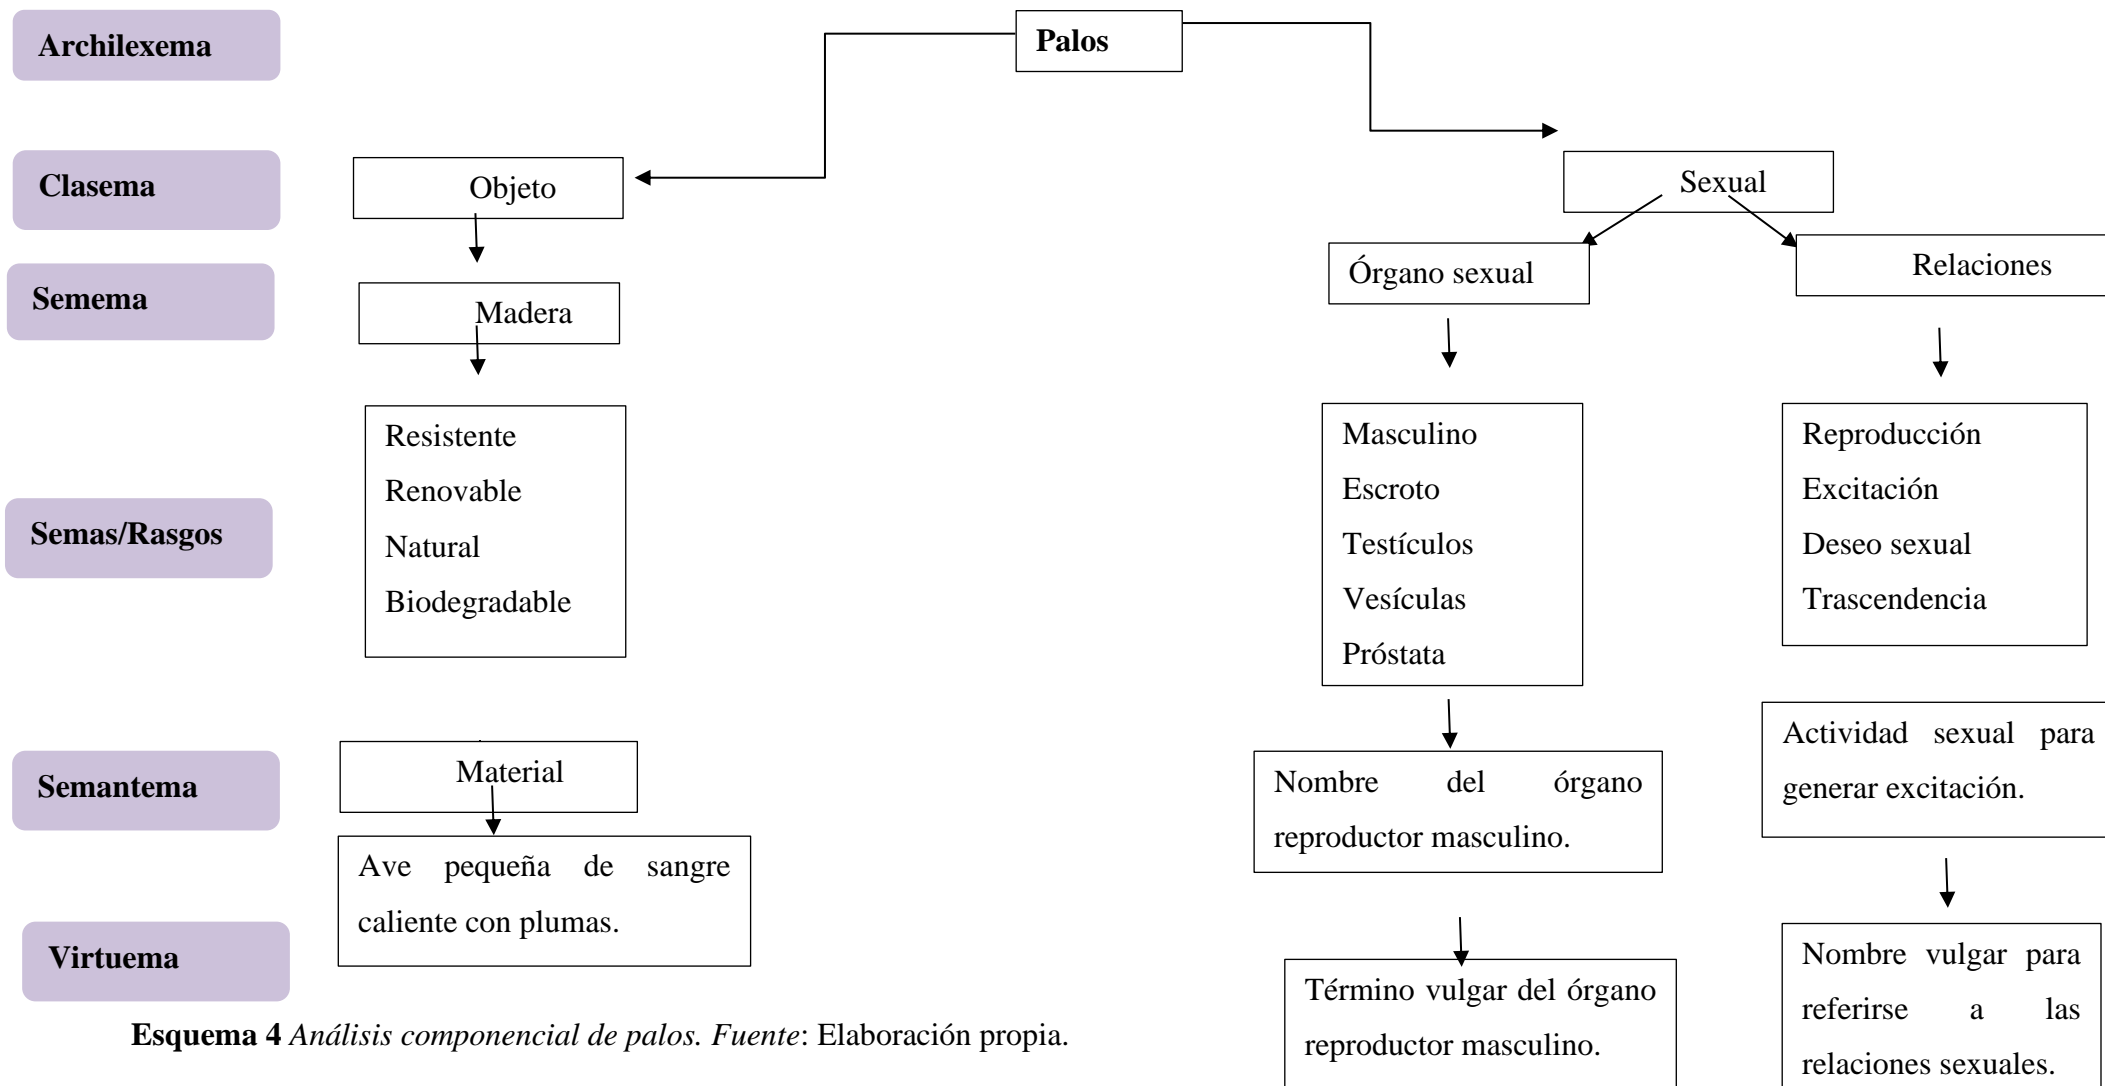 Archilexema
Palos
Clasema
Objeto
Sexual
Semema
Madera
Órgano sexual
Relaciones
Semas/Rasgos
Resistente
Renovable
Natural
Biodegradable
Masculino
Escroto
Testículos
Vesículas
Próstata
Reproducción
Excitación
Deseo sexual
Trascendencia
Semantema
Material
Nombre del órgano
reproductor masculino.
Actividad sexual para
generar excitación.
Virtuema
Ave pequeña de sangre
caliente con plumas.
Término vulgar del órgano
reproductor masculino.
Nombre vulgar para
referirse a las
relaciones sexuales.
Esquema 4 Análisis componencial de palos. Fuente: Elaboración propia.